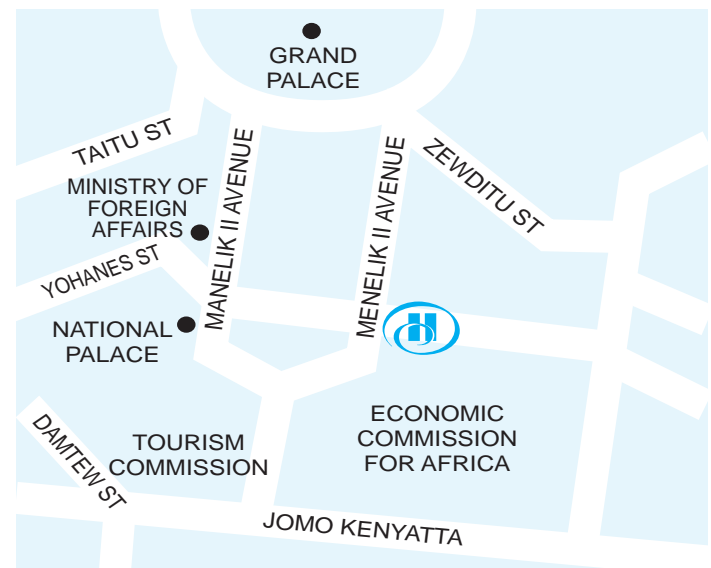 GRAND
PALACE
TAITU ST
MANELIK II AVENUE
MENELIK II AVENUE
ZEWDITU ST
MINISTRY OF
FOREIGN
AFFAIRS
YOHANES ST
NATIONAL
PALACE
H
DAMTEW ST
TOURISM
COMMISSION
ECONOMIC
COMMISSION
FOR AFRICA
JOMO KENYATTA